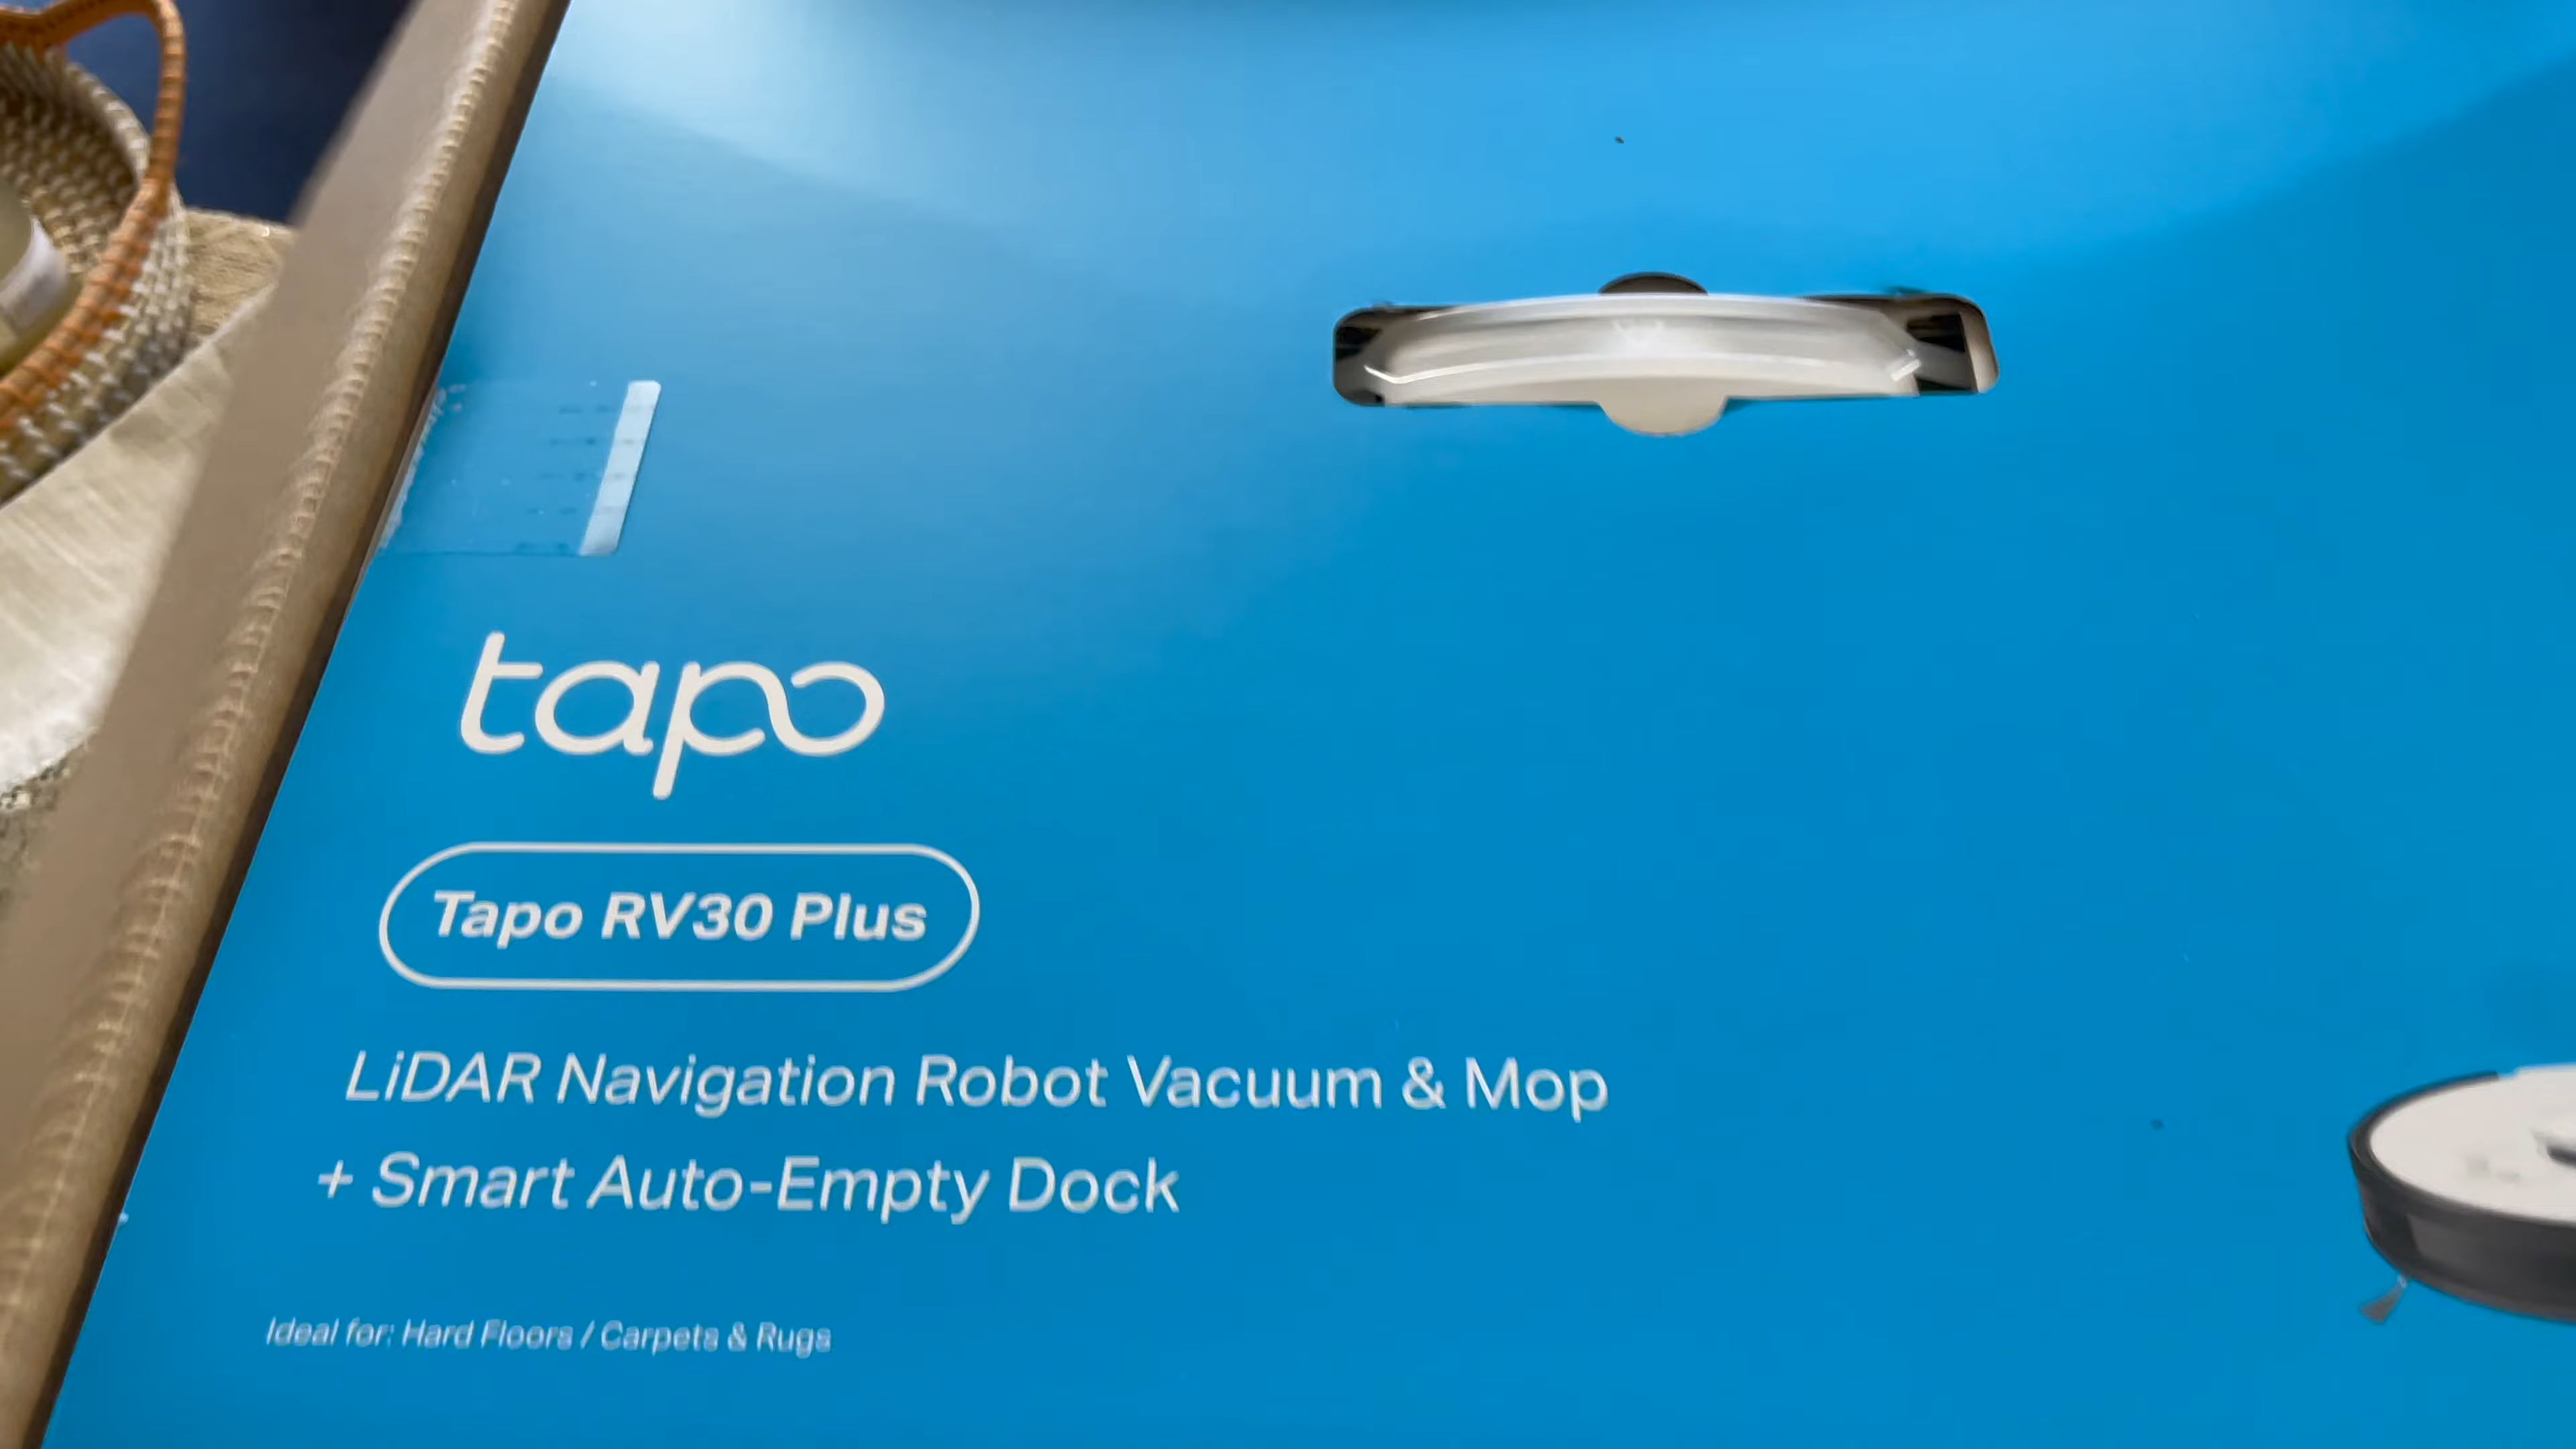 tapo
Tapo RV30 Plus
LiDAR Navigation Robot Vacuum & Mop
+ Smart Auto-Empty Dock
Ideal for: Hard Floors / Carpets & Rugs